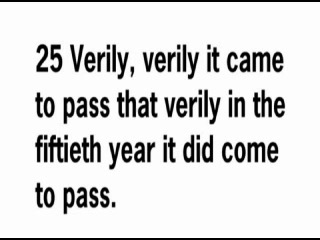 25 Verily, verily it came
to pass that verily in the
fiftieth year it did come
to pass.